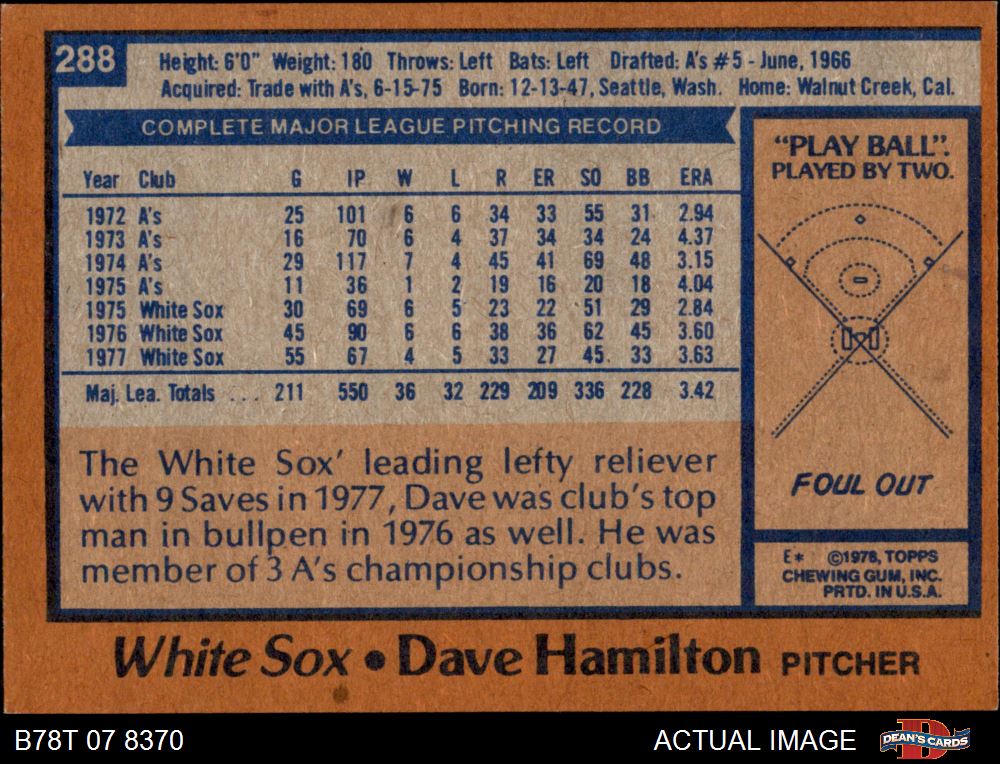 288
Height: 6'0" Weight: 180 Throws: Left Bats: Left Drafted: A's #5 - June, 1966
Acquired: Trade with A's, 6-15-75 Born: 12-13-47, Seattle, Wash. Home: Walnut Creek, Cal.
COMPLETE MAJOR LEAGUE PITCHING RECORD
Year Club G IP W L R ER SO BB ERA
1972 A's 25 101 6 6 34 33 55 31 2.94
1973 A's 16 70 6 4 37 34 34 24 4.37
1974 A's 29 117 7 4 45 41 69 48 3.15
1975 A's 11 36 1 2 19 16 20 18 4.04
1975 White Sox 30 69 6 5 23 22 51 29 2.84
1976 White Sox 45 90 6 6 38 36 62 45 3.60
1977 White Sox 55 67 4 5 33 27 45 33 3.63
Maj. Lea. Totals ... 211 550 36 32 229 209 336 228 3.42
The White Sox' leading lefty reliever
with 9 Saves in 1977, Dave was club's top
man in bullpen in 1976 as well. He was
member of 3 A's championship clubs.
"PLAY BALL".
PLAYED BY TWO.
FOUL OUT
E* ©1978, TOPPS
CHEWING GUM, INC.
PRTD. IN U.S.A.
White Sox • Dave Hamilton PITCHER
B78T 07 8370
ACTUAL IMAGE
D
DEAN'S CARDS